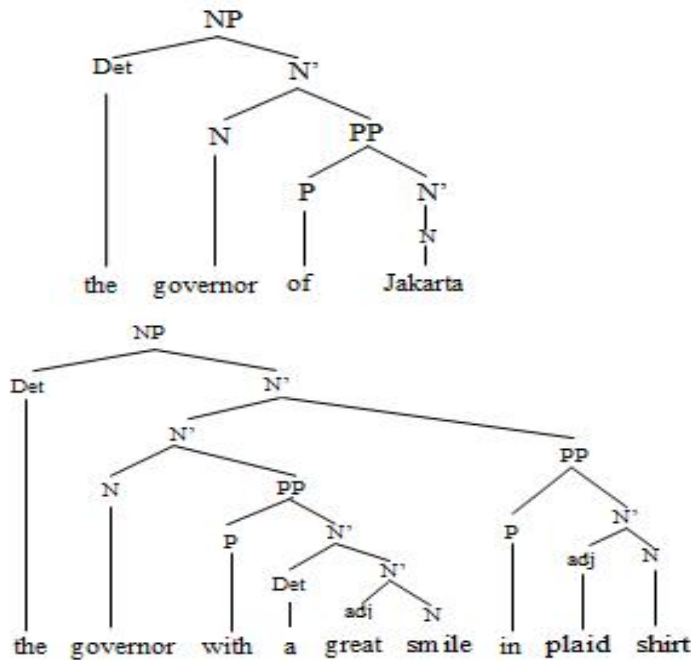 NP
Det N’
N PP
P N’
N
the governor of Jakarta
NP
Det N’
N’ PP
N PP P N’
P N’ adj N
Det N’
adj N
the governor with a great smile in plaid shirt